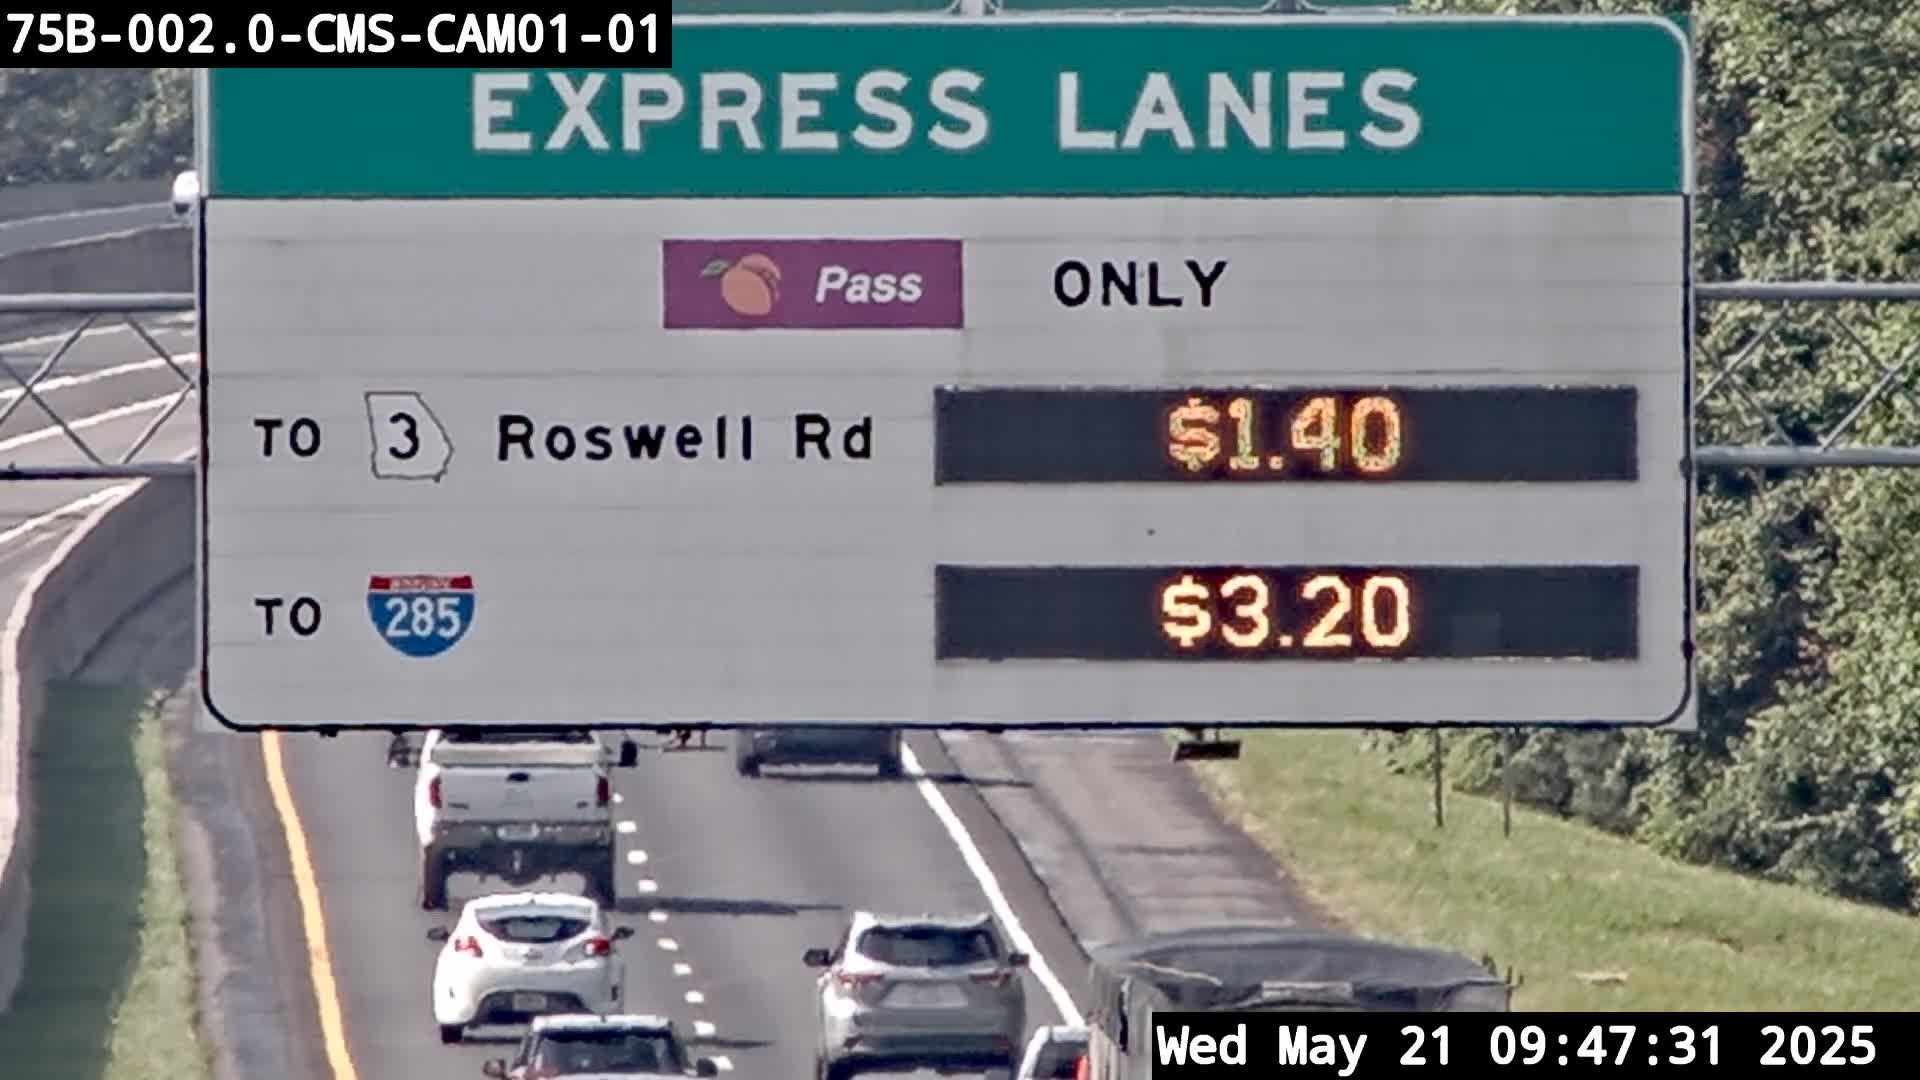 75B-002.0-CMS-CAM01-01
EXPRESS LANES
Pass ONLY
TO 3 Roswell Rd $1.40
TO 285 $3.20
Wed May 21 09:47:31 2025